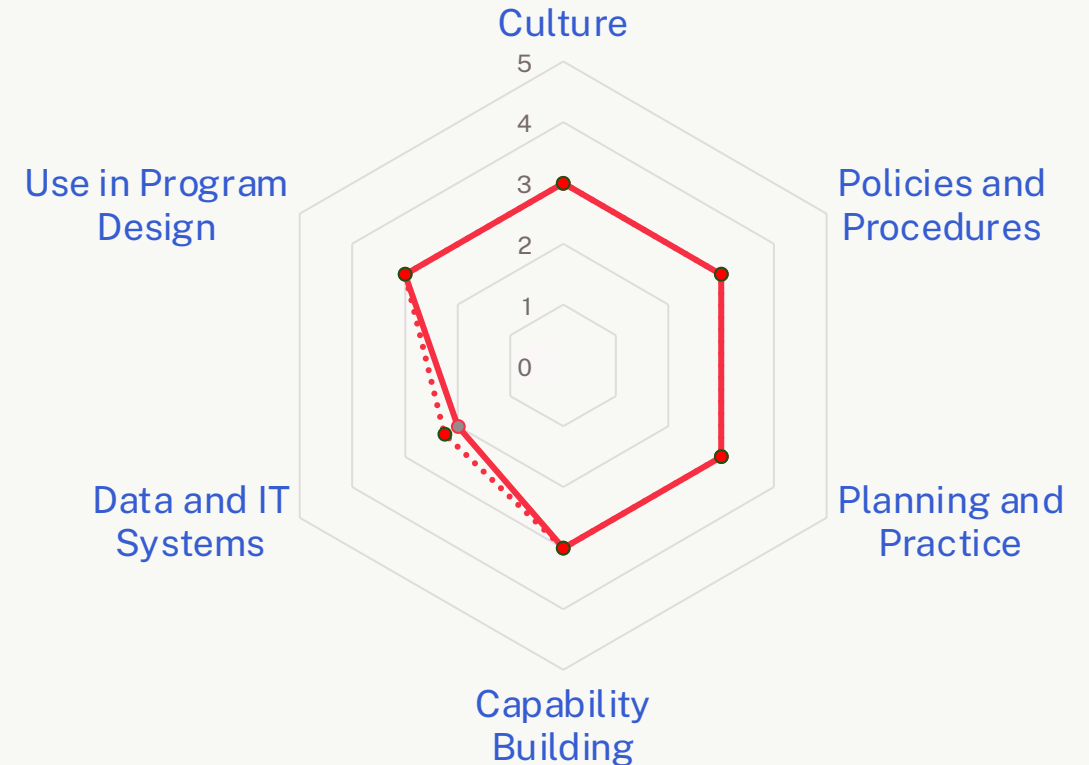 Culture
5
4
3
2
1
0
Use in Program
Design
Policies and
Procedures
Data and IT
Systems
Planning and
Practice
Capability
Building